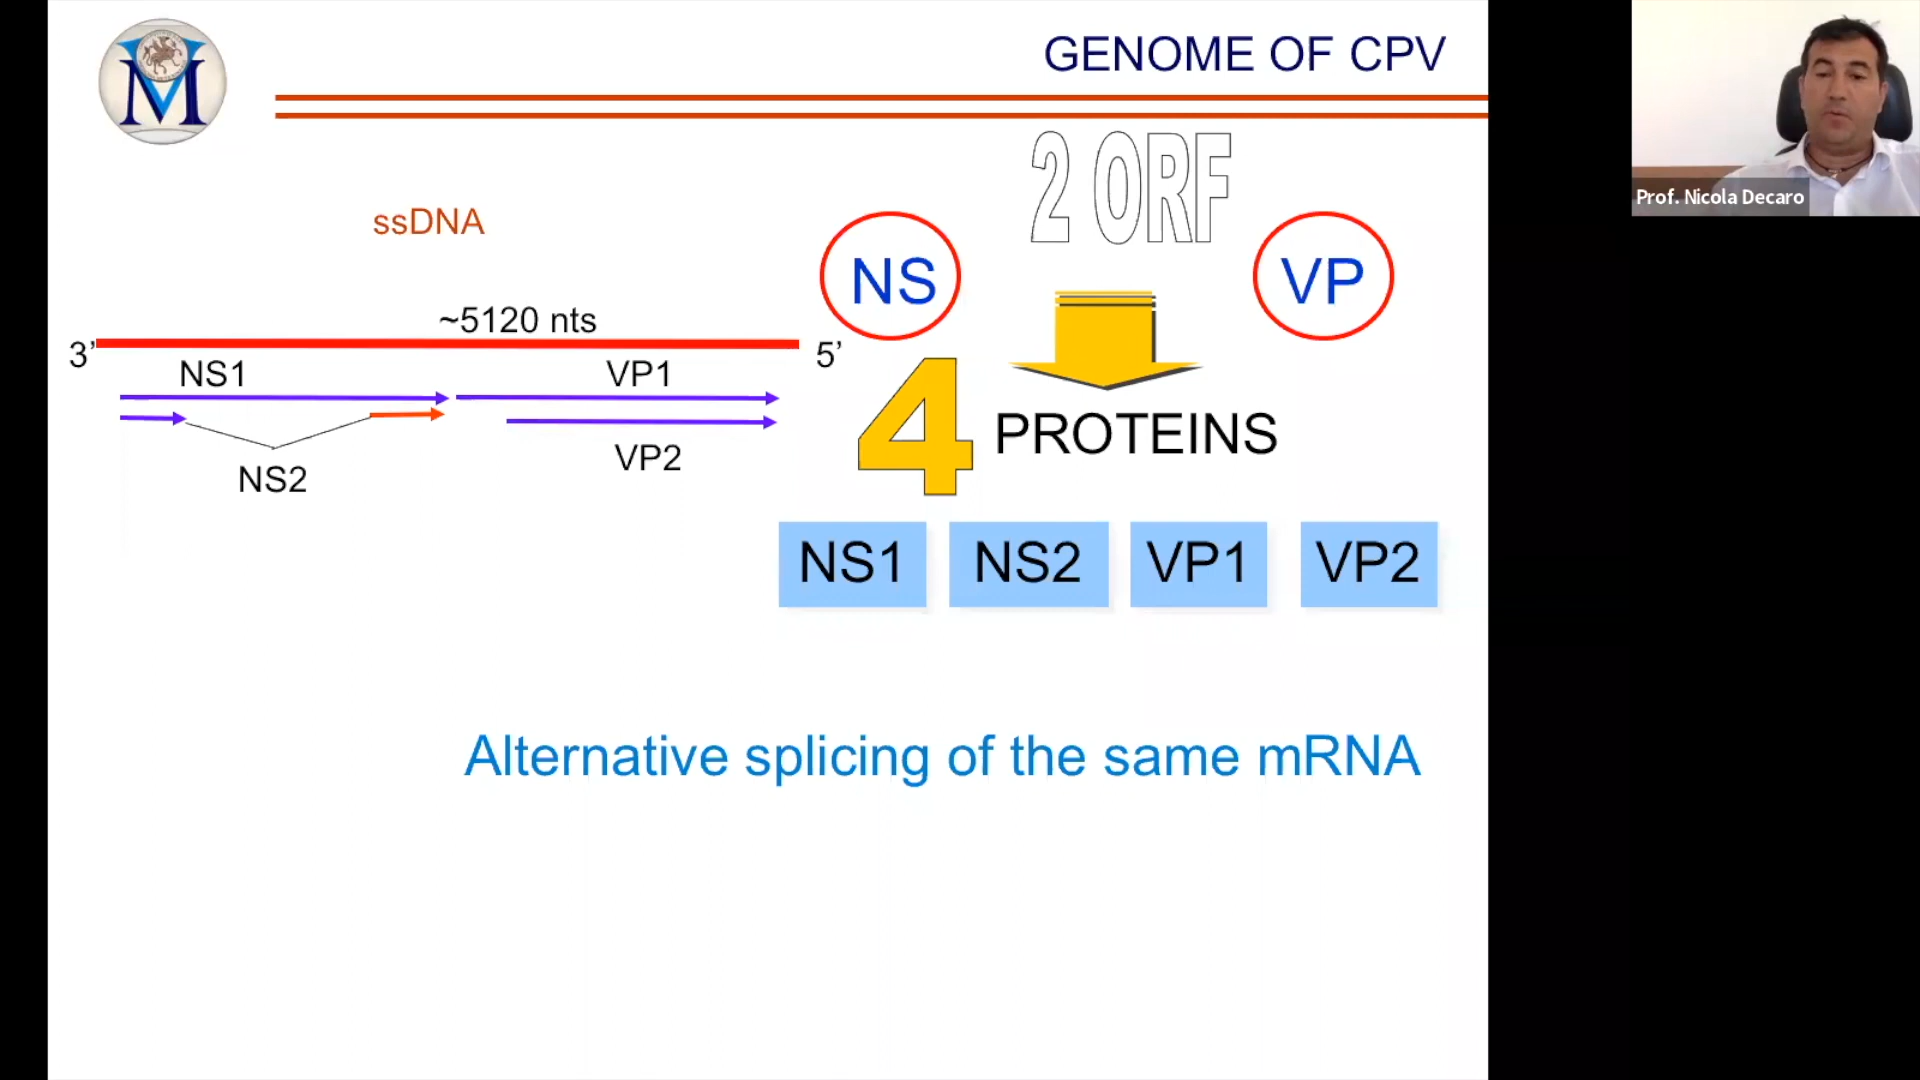 GENOME OF CPV
2 ORF
ssDNA
NS
VP
~5120 nts
3’
5’
NS1
VP1
NS2
VP2
4 PROTEINS
NS1 NS2 VP1 VP2
Alternative splicing of the same mRNA
Prof. Nicola Decaro